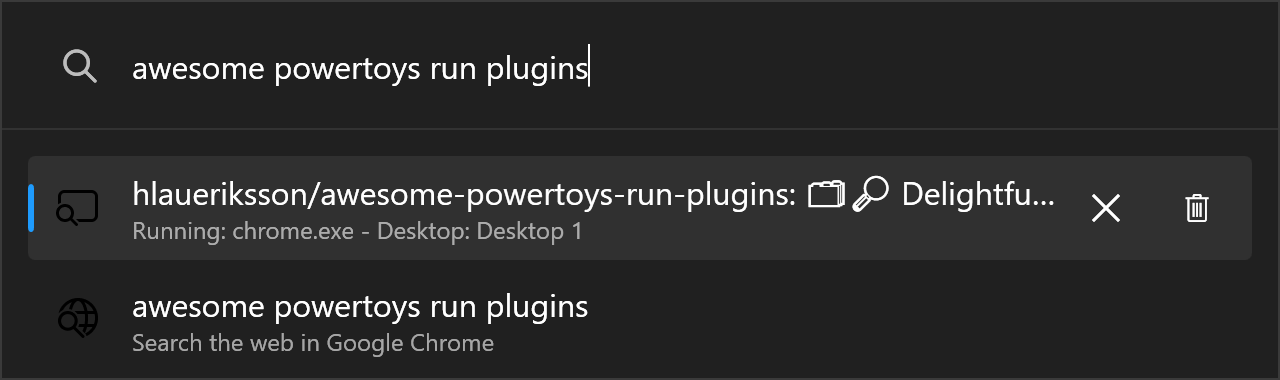 awesome powertoys run plugins
hlaueriksson/awesome-powertoys-run-plugins: 🗂🔎 Delightfu...
Running: chrome.exe - Desktop: Desktop 1
awesome powertoys run plugins
Search the web in Google Chrome